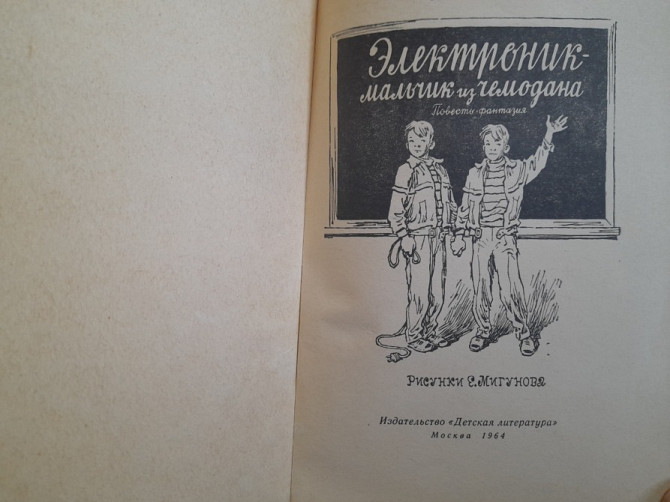 Электроник-
мальчик из чемодана
Повесть-фантазия
Рисунки Е. Мигунова
Издательство «Детская литература»
Москва 1964